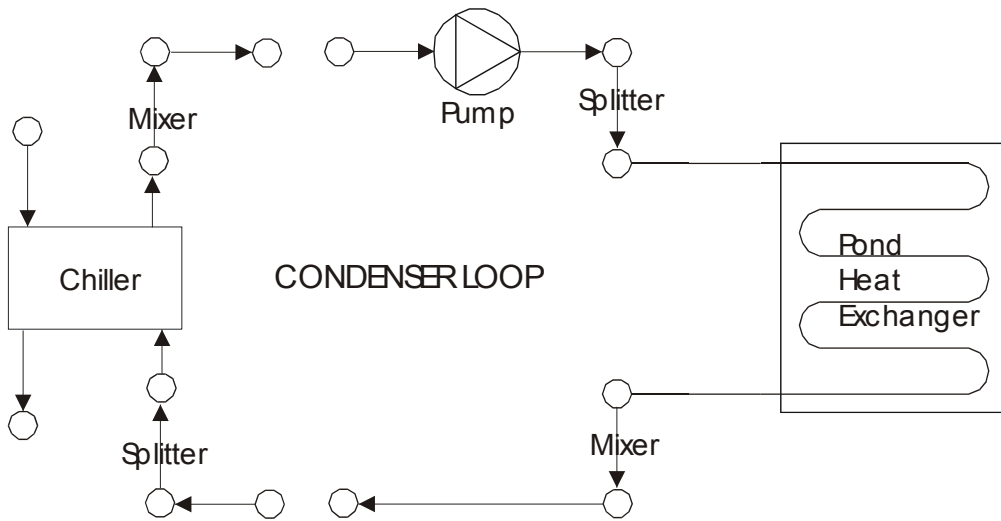 Pump
Splitter
Mixer
Chiller
CONDENSER LOOP
Pond
Heat
Exchanger
Splitter
Mixer